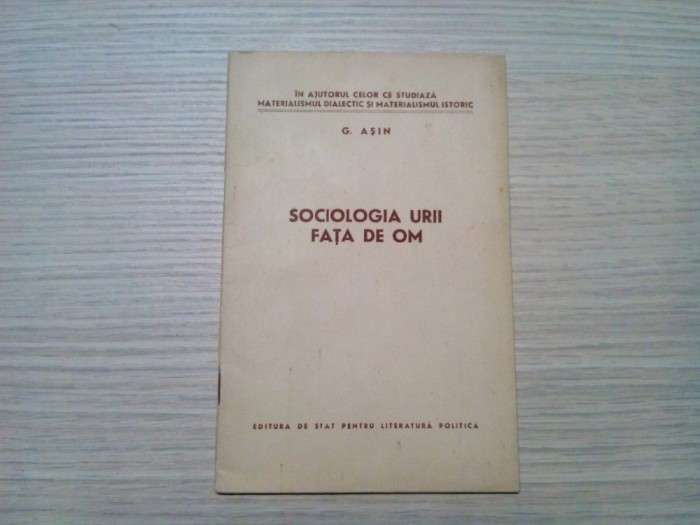 ÎN AJUTORUL CELOR CE STUDIAZĂ
MATERIALISMUL DIALECTIC ȘI MATERIALISMUL ISTORIC
G. AȘIN
SOCIOLOGIA URII
FAȚA DE OM
EDITURA DE STAT PENTRU LITERATURĂ POLITICĂ